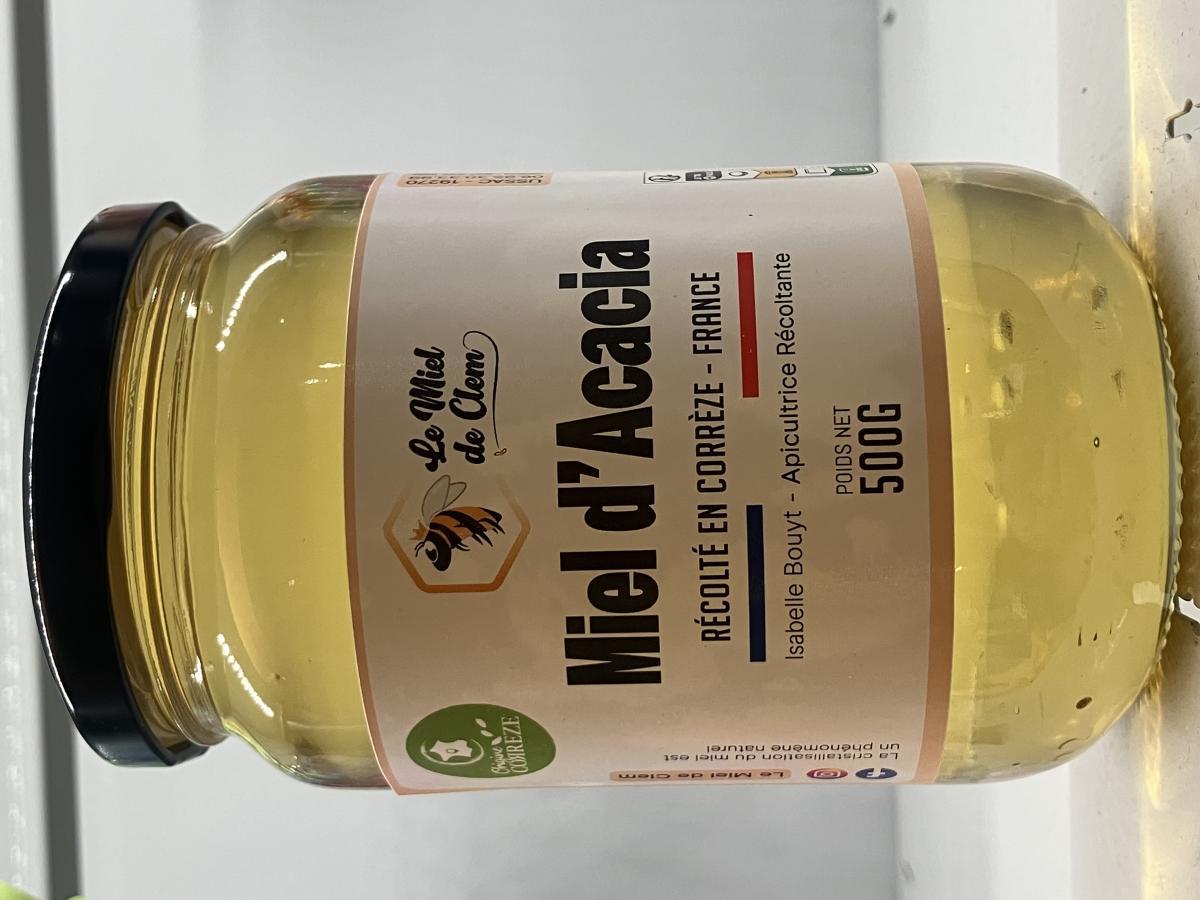 Le Miel
de Clem
Miel d'Acacia
RÉCOLTÉ EN CORRÈZE - FRANCE
Isabelle Bouyt - Apicultrice Récoltante
POIDS NET
500G
Origine
CORREZE
Le Miel de Clem
La cristallisation du miel est
un phénomène naturel
USSAC - 19270